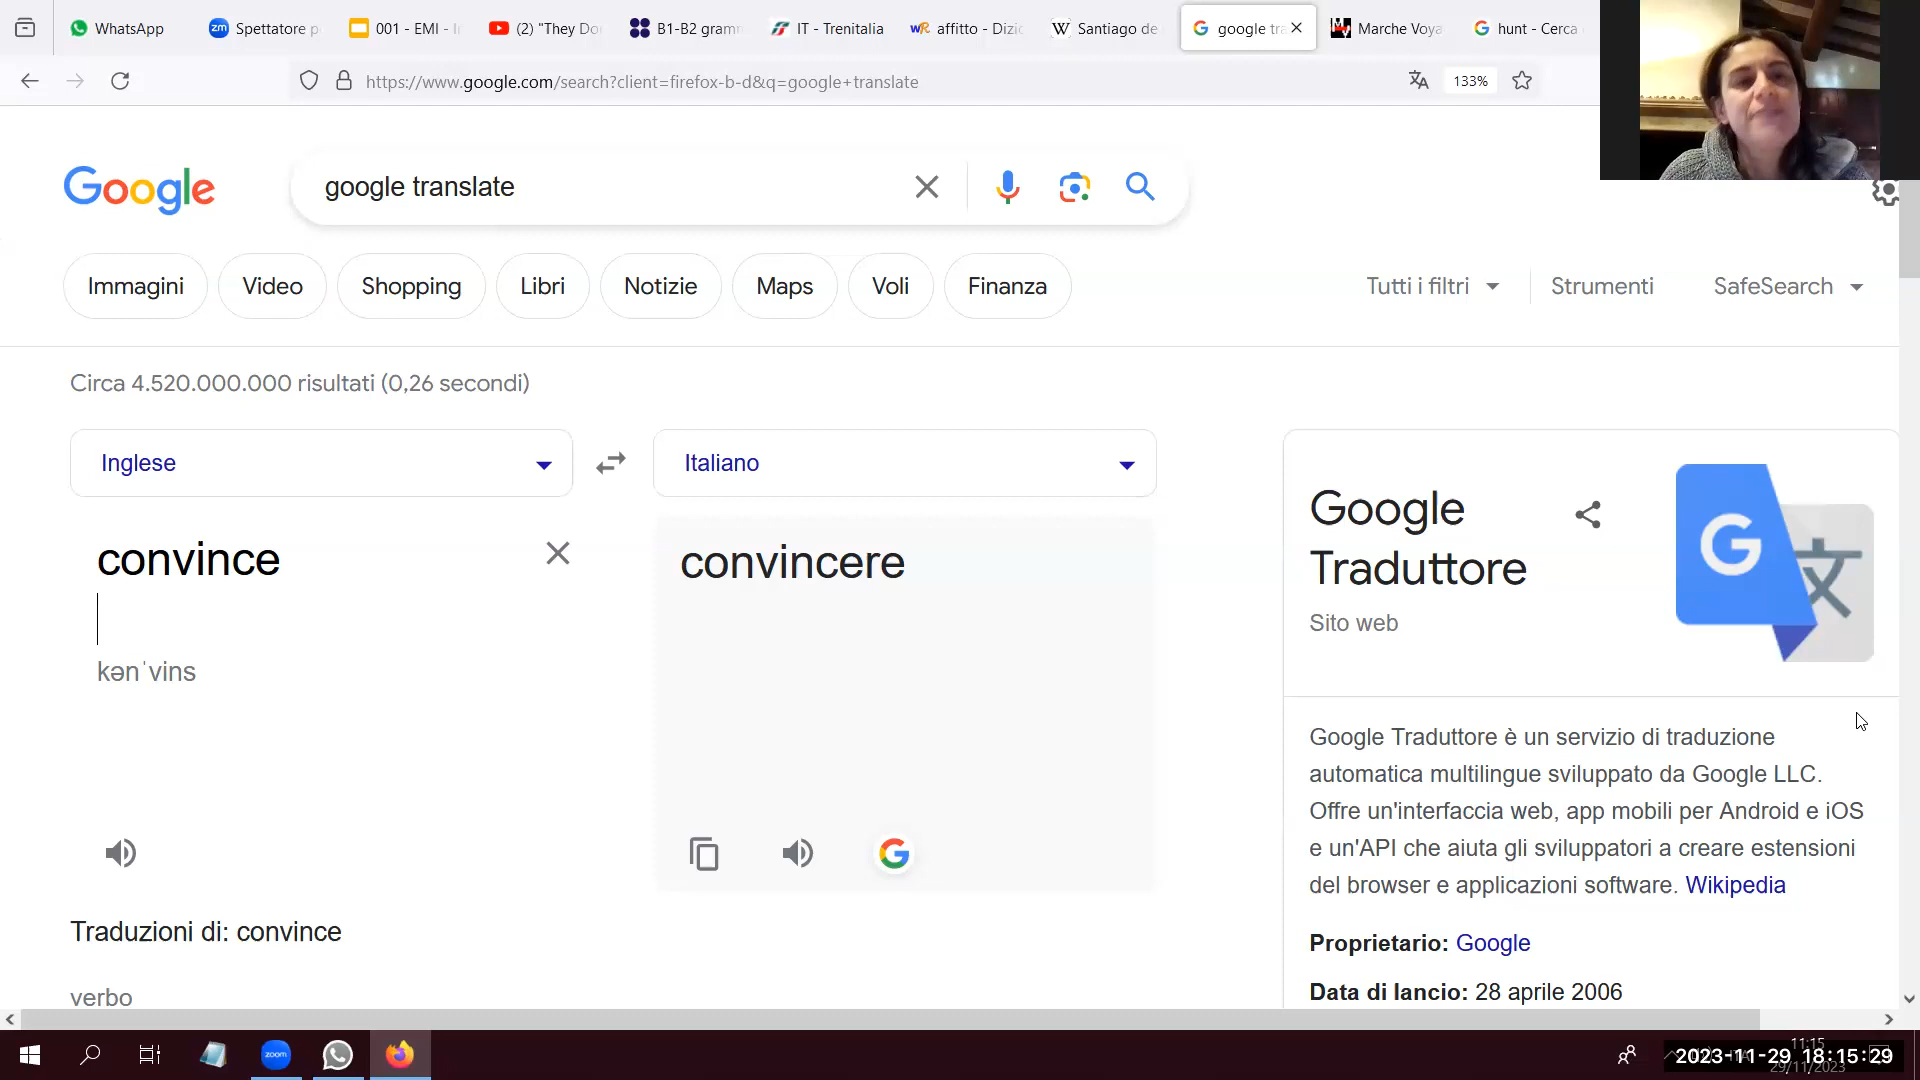 WhatsApp
Spettatore p
001 - EMI - I
(2) "They Do
B1-B2 gramm
IT - Trenitalia
affitto - Dizio
Santiago de
google tra
Marche Voya
hunt - Cerca
https://www.google.com/search?client=firefox-b-d&q=google+translate
133%
Google
google translate
Immagini
Video
Shopping
Libri
Notizie
Maps
Voli
Finanza
Tutti i filtri
Strumenti
SafeSearch
Circa 4.520.000.000 risultati (0,26 secondi)
Inglese
Italiano
convince
convincere
kənˈvins
Google
Traduttore
Sito web
Google Traduttore è un servizio di traduzione
automatica multilingue sviluppato da Google LLC.
Offre un'interfaccia web, app mobili per Android e iOS
e un'API che aiuta gli sviluppatori a creare estensioni
del browser e applicazioni software. Wikipedia
Proprietario: Google
Data di lancio: 28 aprile 2006
Traduzioni di: convince
verbo
zoom
11:15
2023-11-29 18:15:29
29/11/2023